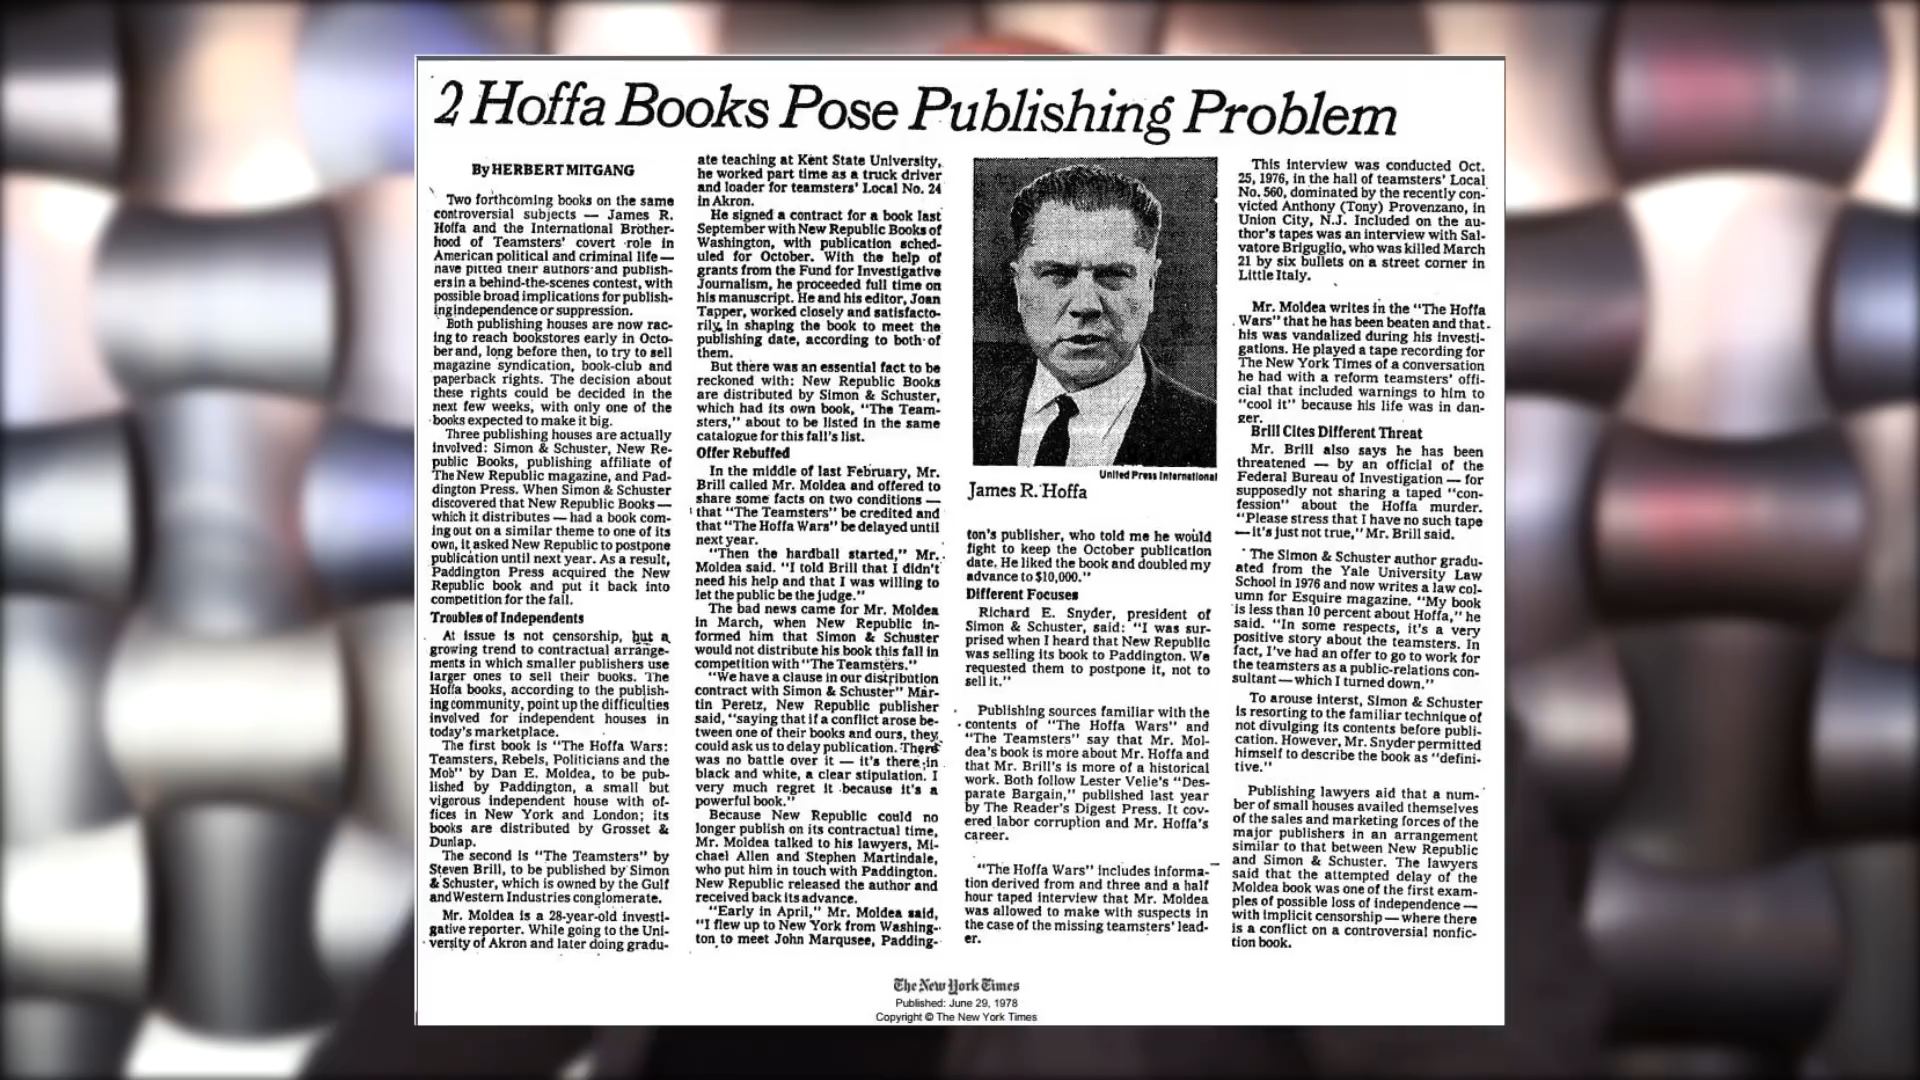 2 Hoffa Books Pose Publishing Problem
By HERBERT MITGANG
Two forthcoming books on the same
controversial subjects — James R.
Hoffa and the International Brother-
hood of Teamsters' covert role in
American political and criminal life —
have pitted their authors and publish-
ers in a behind-the-scenes contest, with
possible broad implications for publish-
ing independence or suppression.
Both publishing houses are now rac-
ing to reach bookstores early in Octo-
ber and, long before then, to try to sell
magazine syndication, book-club and
paperback rights. The decision about
these rights could be decided in the
next few weeks, with only one of the
books expected to make it big.
Three publishing houses are actually
involved: Simon & Schuster, New Re-
public Books, publishing affiliate of
The New Republic magazine, and Pad-
dington Press. When Simon & Schuster
discovered that New Republic Books —
which it distributes — had a book com-
ing out on a similar theme to one of its
own, it asked New Republic to postpone
publication until next year. As a result,
Paddington Press acquired the New
Republic book and put it back into
competition for the fall.
Troubles of Independents
At issue is not censorship, but a
growing trend to contractual arrange-
ments in which smaller publishers use
larger ones to sell their books. The
Hoffa books, according to the publish-
ing community, point up the difficulties
involved for independent houses in
today's marketplace.
The first book is "The Hoffa Wars:
Teamsters, Rebels, Politicians and the
Mob" by Dan E. Moldea, to be pub-
lished by Paddington, a small but
vigorous independent house with of-
fices in New York and London; its
books are distributed by Grosset &
Dunlap.
The second is "The Teamsters" by
Steven Brill, to be published by Simon
& Schuster, which is owned by the Gulf
and Western Industries conglomerate.
Mr. Moldea is a 28-year-old investi-
gative reporter. While going to the Uni-
versity of Akron and later doing gradu-
ate teaching at Kent State University,
he worked part time as a truck driver
and loader for teamsters' Local No. 24
in Akron.
He signed a contract for a book last
September with New Republic Books of
Washington, with publication sched-
uled for October. With the help of
grants from the Fund for Investigative
Journalism, he proceeded full time on
his manuscript. He and his editor, Joan
Tapper, worked closely and satisfacto-
rily, in shaping the book to meet the
publishing date, according to both of
them.
But there was an essential fact to be
reckoned with: New Republic Books
are distributed by Simon & Schuster,
which had its own book, "The Team-
sters," about to be listed in the same
catalogue for this fall's list.
Offer Rebuffed
In the middle of last February, Mr.
Brill called Mr. Moldea and offered to
share some facts on two conditions —
that "The Teamsters" be credited and
that "The Hoffa Wars" be delayed until
next year.
"Then the hardball started," Mr.
Moldea said. "I told Brill that I didn't
need his help and that I was willing to
let the public be the judge."
The bad news came for Mr. Moldea
in March, when New Republic in-
formed him that Simon & Schuster
would not distribute his book this fall in
competition with "The Teamsters."
"We have a clause in our distribution
contract with Simon & Schuster" Mar-
tin Peretz, New Republic publisher
said, "saying that if a conflict arose be-
tween one of their books and ours, they
could ask us to delay publication. There
was no battle over it — it's there in
black and white, a clear stipulation. I
very much regret it because it's a
powerful book."
Because New Republic could no
longer publish on its contractual time,
Mr. Moldea talked to his lawyers, Mi-
chael Allen and Stephen Martindale,
who put him in touch with Paddington.
New Republic released the author and
received back its advance.
"Early in April," Mr. Moldea said,
"I flew up to New York from Washing-
ton to meet John Marqusee, Padding-
United Press International
James R. Hoffa
ton's publisher, who told me he would
fight to keep the October publication
date. He liked the book and doubled my
advance to $10,000."
Different Focuses
Richard E. Snyder, president of
Simon & Schuster, said: "I was sur-
prised when I heard that New Republic
was selling its book to Paddington. We
requested them to postpone it, not to
sell it."
Publishing sources familiar with the
contents of "The Hoffa Wars" and
"The Teamsters" say that Mr. Mol-
dea's book is more about Mr. Hoffa and
that Mr. Brill's is more of a historical
work. Both follow Lester Velie's "Des-
parate Bargain," published last year
by The Reader's Digest Press. It cov-
ered labor corruption and Mr. Hoffa's
career.
"The Hoffa Wars" includes informa-
tion derived from and three and a half
hour taped interview that Mr. Moldea
was allowed to make with suspects in
the case of the missing teamsters' lead-
er.
This interview was conducted Oct.
25, 1976, in the hall of teamsters' Local
No. 560, dominated by the recently con-
victed Anthony (Tony) Provenzano, in
Union City, N.J. Included on the au-
thor's tapes was an interview with Sal-
vatore Briguglio, who was killed March
21 by six bullets on a street corner in
Little Italy.
Mr. Moldea writes in the "The Hoffa
Wars" that he has been beaten and that
his was vandalized during his investi-
gations. He played a tape recording for
The New York Times of a conversation
he had with a reform teamsters' offi-
cial that included warnings to him to
"cool it" because his life was in dan-
ger.
Brill Cites Different Threat
Mr. Brill also says he has been
threatened — by an official of the
Federal Bureau of Investigation — for
supposedly not sharing a taped "con-
fession" about the Hoffa murder.
"Please stress that I have no such tape
— it's just not true," Mr. Brill said.
The Simon & Schuster author gradu-
ated from the Yale University Law
School in 1976 and now writes a law col-
umn for Esquire magazine. "My book
is less than 10 percent about Hoffa," he
said. "In some respects, it's a very
positive story about the teamsters. In
fact, I've had an offer to go to work for
the teamsters as a public-relations con-
sultant — which I turned down."
To arouse interst, Simon & Schuster
is resorting to the familiar technique of
not divulging its contents before publi-
cation. However, Mr. Snyder permitted
himself to describe the book as "defini-
tive."
Publishing lawyers aid that a num-
ber of small houses availed themselves
of the sales and marketing forces of the
major publishers in an arrangement
similar to that between New Republic
and Simon & Schuster. The lawyers
said that the attempted delay of the
Moldea book was one of the first exam-
ples of possible loss of independence —
with implicit censorship — where there
is a conflict on a controversial nonfic-
tion book.
The New York Times
Published: June 29, 1978
Copyright © The New York Times